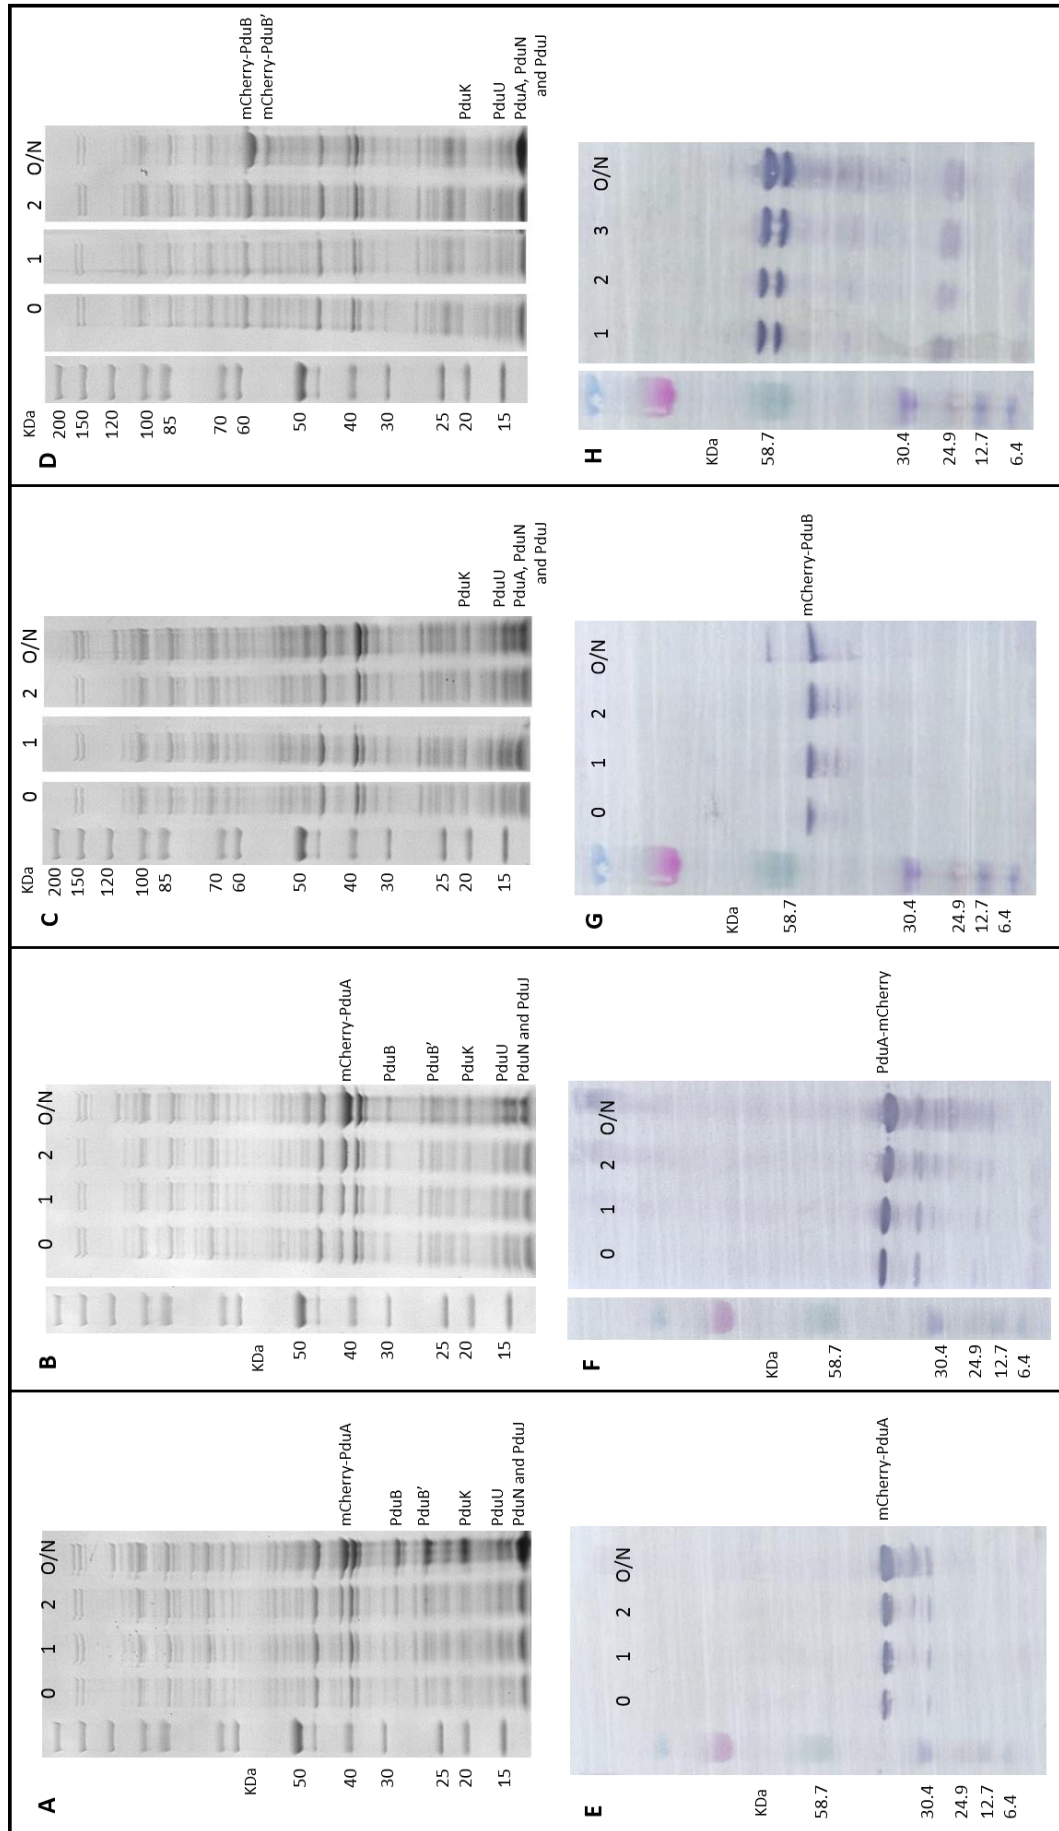 A
0 1 2 O/N
KDa
50
40
30
25
20
15
mCherry-PduA
PduB
PduB’
PduK
PduU
PduN and PduJ
B
0 1 2 O/N
KDa
50
40
30
25
20
15
mCherry-PduA
PduB
PduB’
PduK
PduU
PduN and PduJ
C
0 1 2 O/N
KDa
200
150
120
100
85
70
60
50
40
30
25
20
15
PduK
PduU
PduA, PduN
and PduJ
D
0 1 2 O/N
KDa
200
150
120
100
85
70
60
50
40
30
25
20
15
mCherry-PduB
mCherry-PduB’
PduK
PduU
PduA, PduN
and PduJ
E
0 1 2 O/N
KDa
58.7
30.4
24.9
12.7
6.4
mCherry-PduA
F
0 1 2 O/N
KDa
58.7
30.4
24.9
12.7
6.4
PduA-mCherry
G
0 1 2 O/N
KDa
58.7
30.4
24.9
12.7
6.4
mCherry-PduB
H
1 2 3 O/N
KDa
58.7
30.4
24.9
12.7
6.4